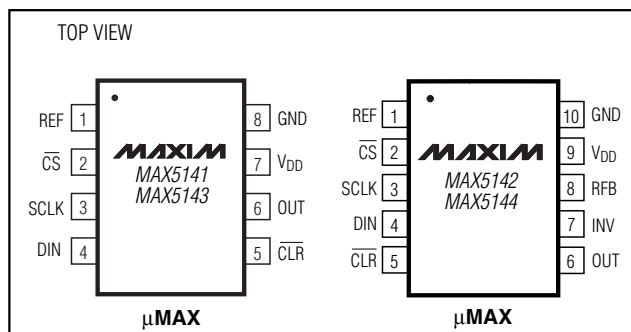 TOP VIEW
REF 1
CS 2
SCLK 3
DIN 4
MAXIM
MAX5141
MAX5143
8 GND
7 VDD
6 OUT
5 CLR
µMAX
REF 1
CS 2
SCLK 3
DIN 4
CLR 5
MAXIM
MAX5142
MAX5144
10 GND
9 VDD
8 RFB
7 INV
6 OUT
µMAX